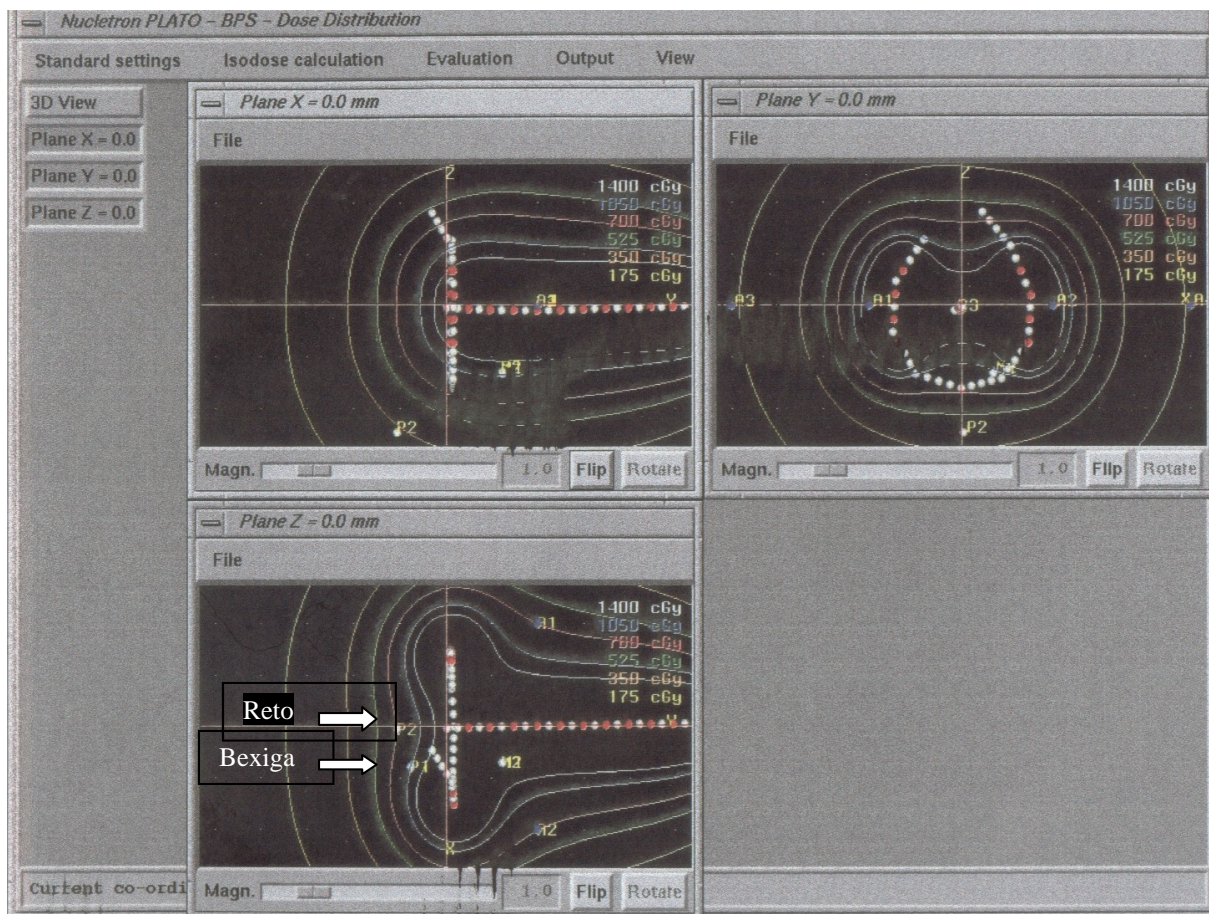 Nucletron PLATO - BPS - Dose Distribution
Standard settings Isodose calculation Evaluation Output View
3D View
Plane X = 0.0
Plane Y = 0.0
Plane Z = 0.0
Plane X = 0.0 mm
File
Z
1400 cGy
1050 cGy
700 cGy
525 cGy
350 cGy
175 cGy
Y
P2
Magn. 1.0 Flip Rotate
Plane Y = 0.0 mm
File
Z
1400 cGy
1050 cGy
700 cGy
525 cGy
350 cGy
175 cGy
A3 A1 A2 X
P2
Magn. 1.0 Flip Rotate
Plane Z = 0.0 mm
File
1400 cGy
1050 cGy
700 cGy
525 cGy
350 cGy
175 cGy
A1
Reto
P2
Bexiga
P1
A2
X
Magn. 1.0 Flip Rotate
Current co-ordi